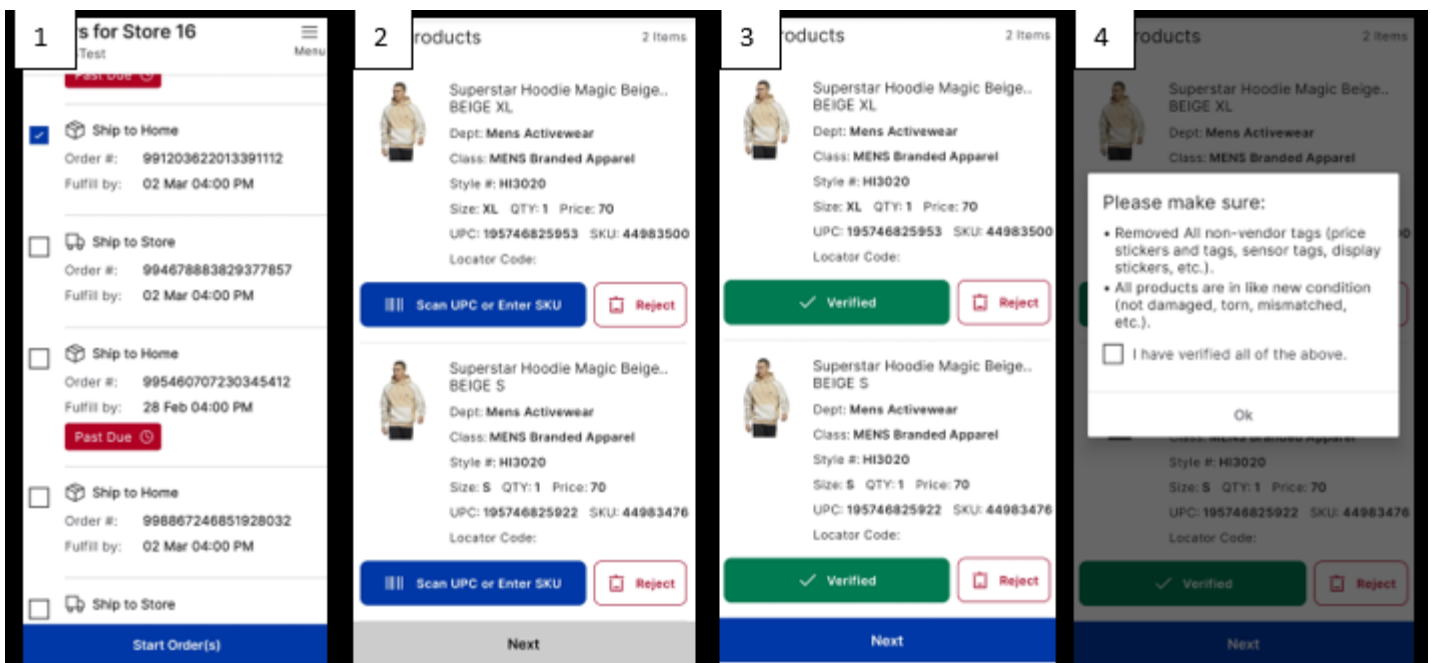 1
s for Store 16
Menu
Test
Past Due
Ship to Home
Order #: 991203622013391112
Fulfill by: 02 Mar 04:00 PM
Ship to Store
Order #: 994678883829377857
Fulfill by: 02 Mar 04:00 PM
Ship to Home
Order #: 995460707230345412
Fulfill by: 28 Feb 04:00 PM
Past Due
Ship to Home
Order #: 998867246851928032
Fulfill by: 02 Mar 04:00 PM
Ship to Store
Start Order(s)
2
roducts
2 Items
Superstar Hoodie Magic Beige..
BEIGE XL
Dept: Mens Activewear
Class: MENS Branded Apparel
Style #: HI3020
Size: XL QTY: 1 Price: 70
UPC: 195746825953 SKU: 44983500
Locator Code:
Scan UPC or Enter SKU
Reject
Superstar Hoodie Magic Beige..
BEIGE S
Dept: Mens Activewear
Class: MENS Branded Apparel
Style #: HI3020
Size: S QTY: 1 Price: 70
UPC: 195746825922 SKU: 44983476
Locator Code:
Scan UPC or Enter SKU
Reject
Next
3
oducts
2 Items
Superstar Hoodie Magic Beige..
BEIGE XL
Dept: Mens Activewear
Class: MENS Branded Apparel
Style #: HI3020
Size: XL QTY: 1 Price: 70
UPC: 195746825953 SKU: 44983500
Locator Code:
Verified
Reject
Superstar Hoodie Magic Beige..
BEIGE S
Dept: Mens Activewear
Class: MENS Branded Apparel
Style #: HI3020
Size: S QTY: 1 Price: 70
UPC: 195746825922 SKU: 44983476
Locator Code:
Verified
Reject
Next
4
roducts
2 Items
Superstar Hoodie Magic Beige..
BEIGE XL
Dept: Mens Activewear
Class: MENS Branded Apparel
Please make sure:
• Removed All non-vendor tags (price
stickers and tags, sensor tags, display
stickers, etc.).
• All products are in like new condition
(not damaged, torn, mismatched,
etc.).
I have verified all of the above.
Ok
Class: MENS Branded Apparel
Style #: HI3020
Size: S QTY: 1 Price: 70
UPC: 195746825922 SKU: 44983476
Locator Code:
Verified
Reject
Next